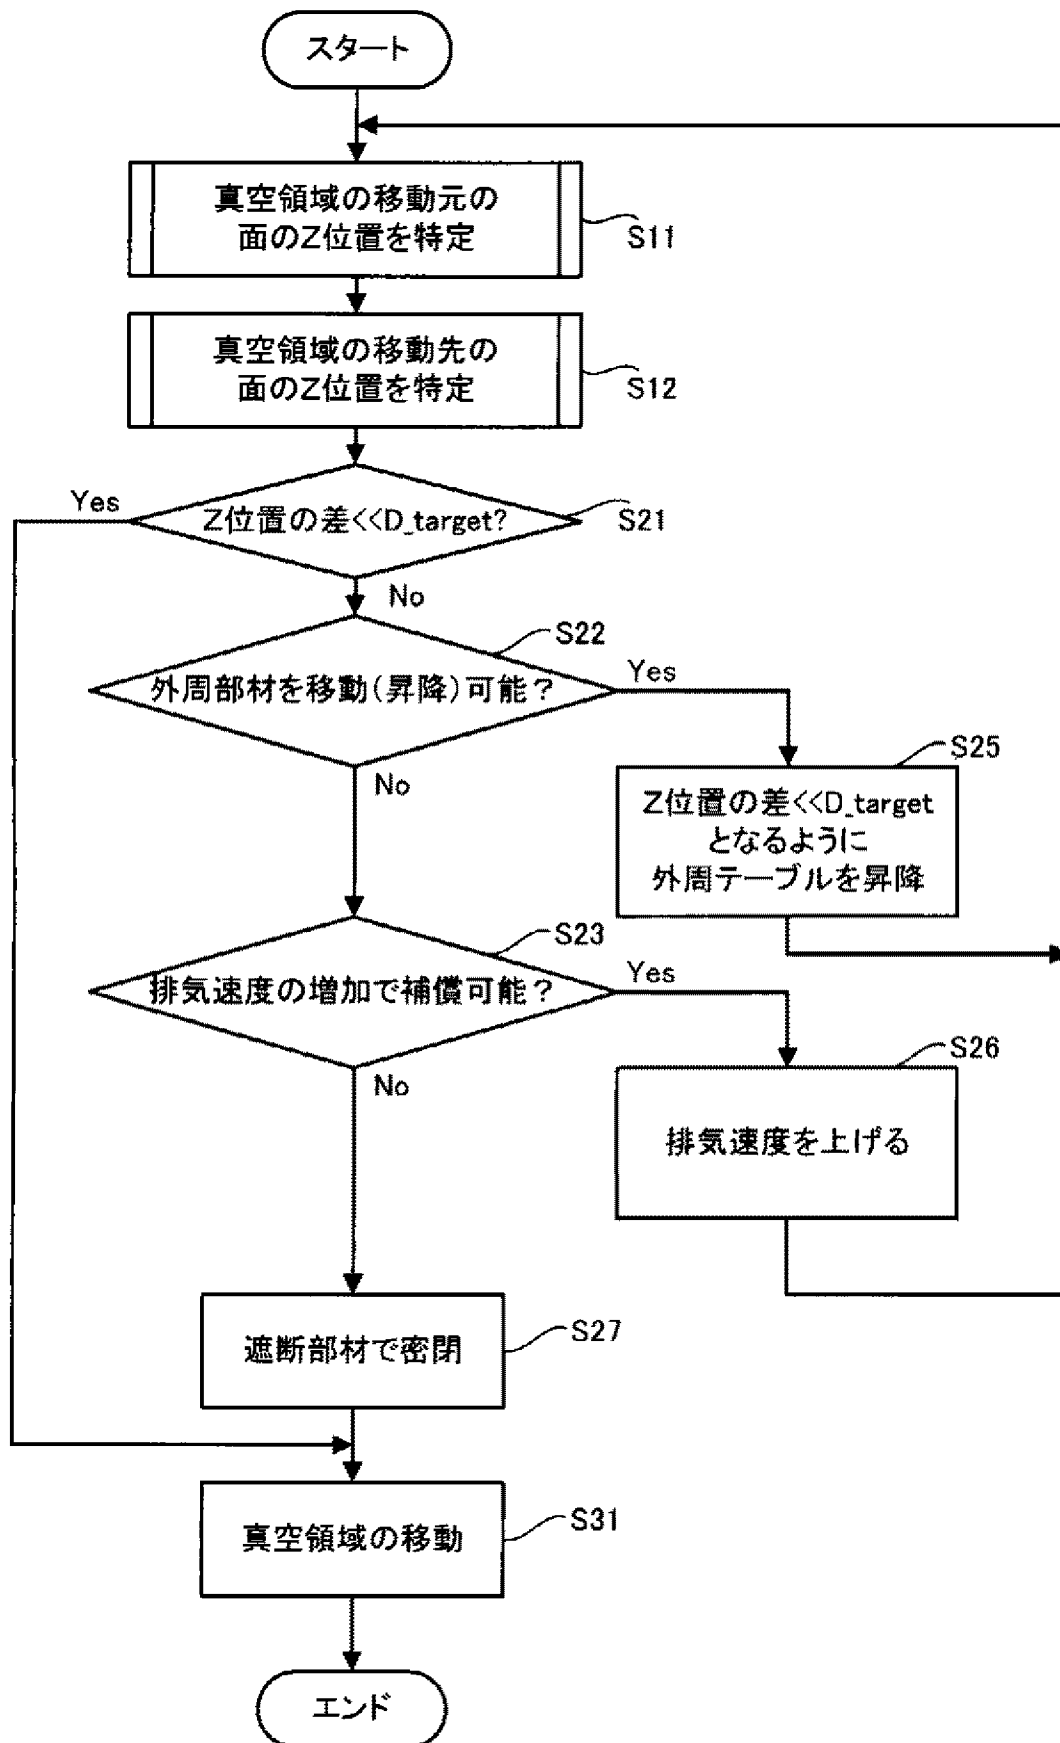 スタート
真空領域の移動元の
面のZ位置を特定
S11
真空領域の移動先の
面のZ位置を特定
S12
Yes
Z位置の差<<D_target?
S21
No
S22
外周部材を移動(昇降)可能？
Yes
No
S25
Z位置の差<<D_target
となるように
外周テーブルを昇降
S23
排気速度の増加で補償可能？
Yes
No
S26
排気速度を上げる
遮断部材で密閉
S27
真空領域の移動
S31
エンド